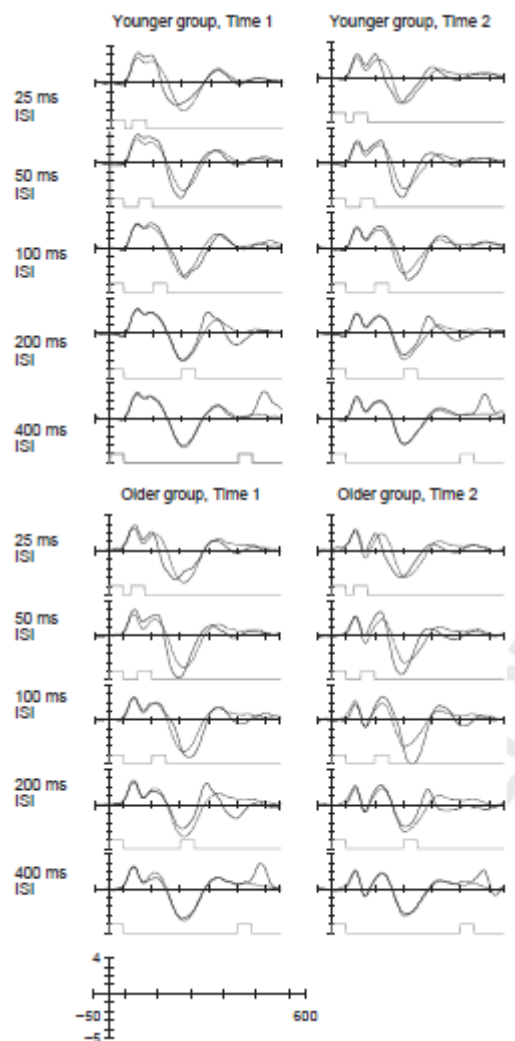 Younger group, Time 1
Younger group, Time 2
25 ms
ISI
50 ms
ISI
100 ms
ISI
200 ms
ISI
400 ms
ISI
Older group, Time 1
Older group, Time 2
25 ms
ISI
50 ms
ISI
100 ms
ISI
200 ms
ISI
400 ms
ISI
4
−50
600
−5